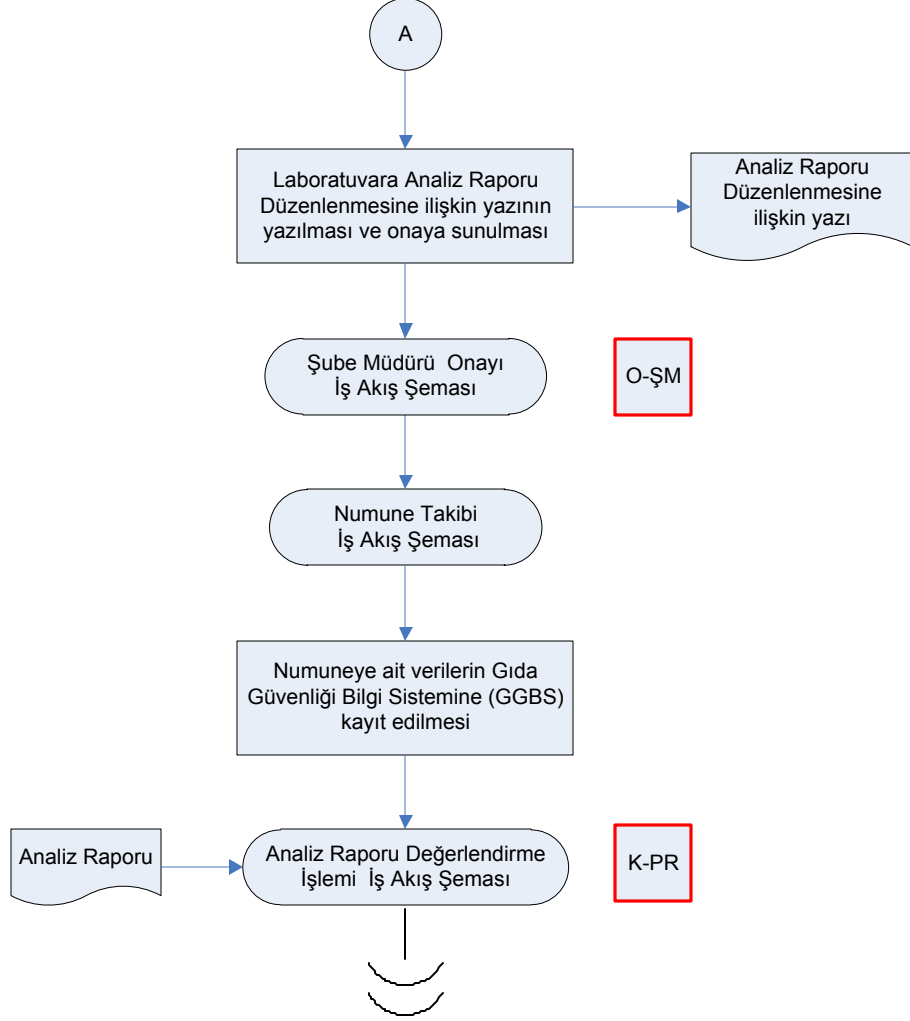 A
Laboratuvara Analiz Raporu
Düzenlenmesine ilişkin yazının
yazılması ve onaya sunulması
Analiz Raporu
Düzenlenmesine
ilişkin yazı
Şube Müdürü Onayı
İş Akış Şeması
O-ŞM
Numune Takibi
İş Akış Şeması
Numuneye ait verilerin Gıda
Güvenliği Bilgi Sistemine (GGBS)
kayıt edilmesi
Analiz Raporu
Analiz Raporu Değerlendirme
İşlemi İş Akış Şeması
K-PR